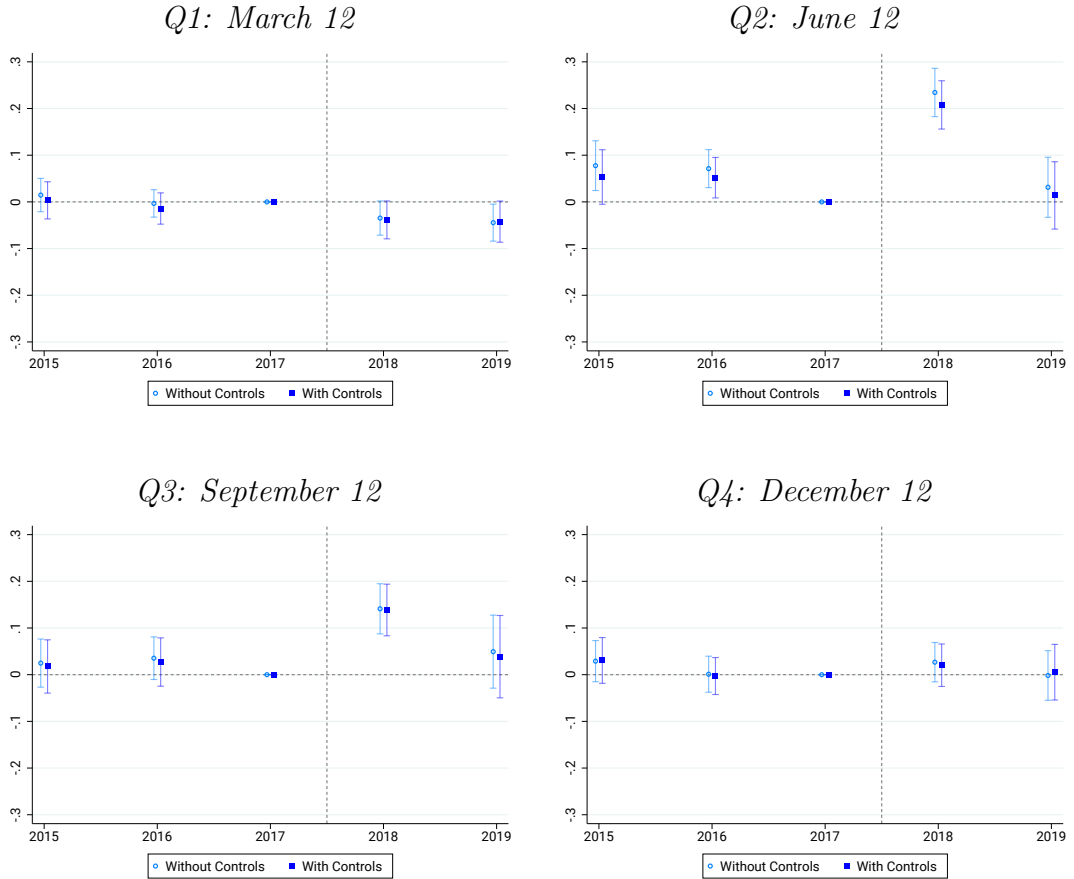 Q1: March 12
.3
.2
.1
0
-.1
-.2
-.3
2015 2016 2017 2018 2019
Without Controls With Controls
Q2: June 12
.3
.2
.1
0
-.1
-.2
-.3
2015 2016 2017 2018 2019
Without Controls With Controls
Q3: September 12
.3
.2
.1
0
-.1
-.2
-.3
2015 2016 2017 2018 2019
Without Controls With Controls
Q4: December 12
.3
.2
.1
0
-.1
-.2
-.3
2015 2016 2017 2018 2019
Without Controls With Controls